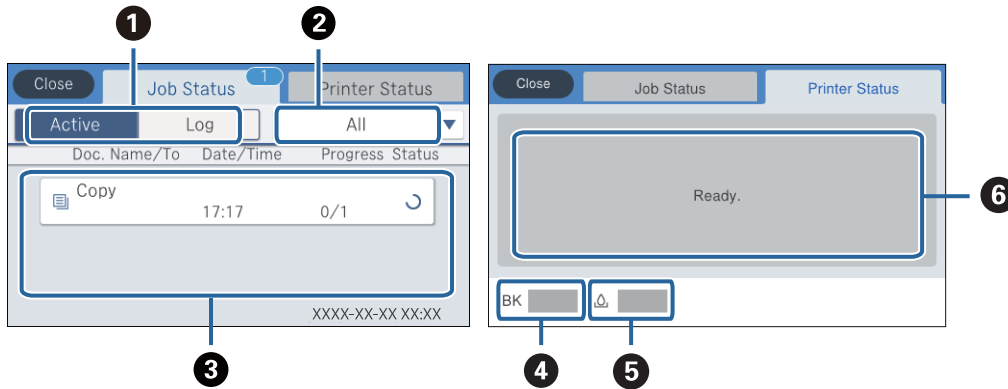 1 2
Close Job Status 1 Printer Status
Active Log All
Doc. Name/To Date/Time Progress Status
Copy
17:17 0/1
XXXX-XX-XX XX:XX
3
Close Job Status Printer Status
Ready.
6
BK
4 5